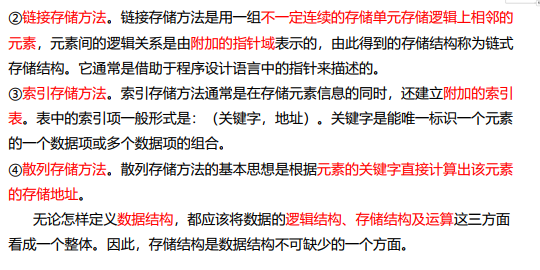 ②链接存储方法。链接存储方法是用一组不一定连续的存储单元存储逻辑上相邻的
元素，元素间的逻辑关系是由附加的指针域表示的，由此得到的存储结构称为链式
存储结构。它通常是借助于程序设计语言中的指针来描述的。
③索引存储方法。索引存储方法通常是在存储元素信息的同时，还建立附加的索引
表。表中的索引项一般形式是：（关键字，地址）。关键字是能唯一标识一个元素
的一个数据项或多个数据项的组合。
④散列存储方法。散列存储方法的基本思想是根据元素的关键字直接计算出该元素
的存储地址。
无论怎样定义数据结构，都应该将数据的逻辑结构、存储结构及运算这三方面
看成一个整体。因此，存储结构是数据结构不可缺少的一个方面。